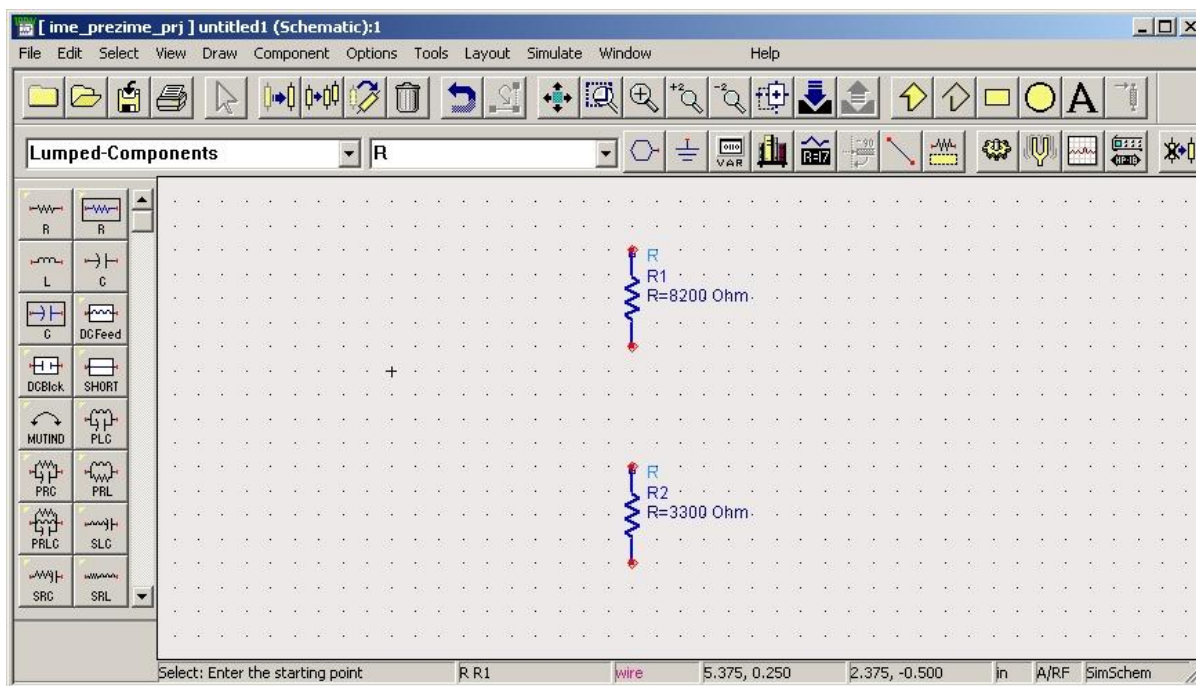 [ ime_prezime_prj ] untitled1 (Schematic):1
File Edit Select View Draw Component Options Tools Layout Simulate Window Help
Lumped-Components R
VAR
R R
L C
C DCFeed
DCBlck SHORT
MUTIND PLC
PRC PRL
PRLC SLC
SRC SRL
R
R1
R=8200 Ohm
R
R2
R=3300 Ohm
Select: Enter the starting point R R1 wire 5.375, 0.250 2.375, -0.500 in A/RF SimSchem